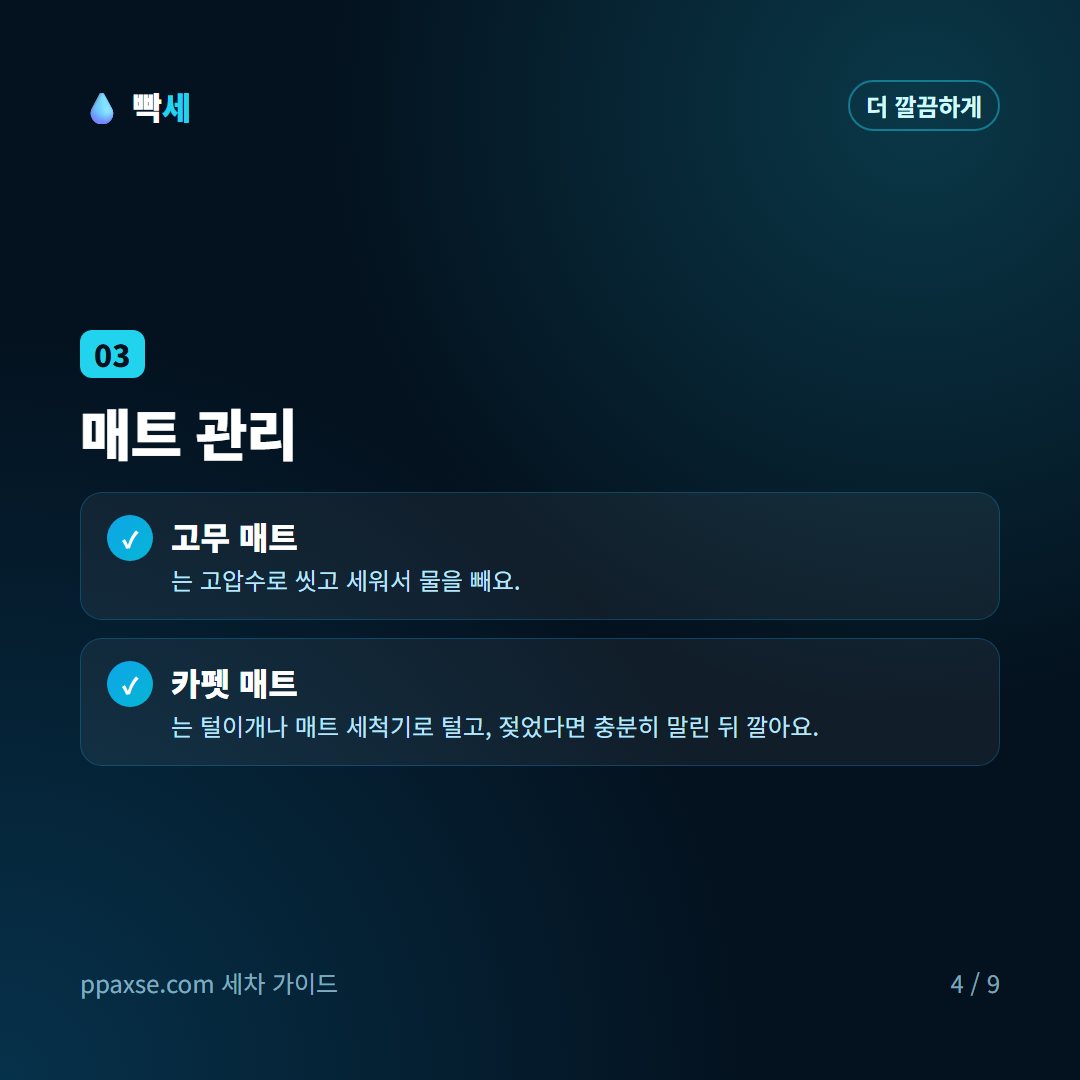 빡세
더 깔끔하게
03
매트 관리
✓ 고무 매트
는 고압수로 씻고 세워서 물을 빼요.
✓ 카펫 매트
는 털이개나 매트 세척기로 털고, 젖었다면 충분히 말린 뒤 깔아요.
ppaxse.com 세차 가이드
4 / 9